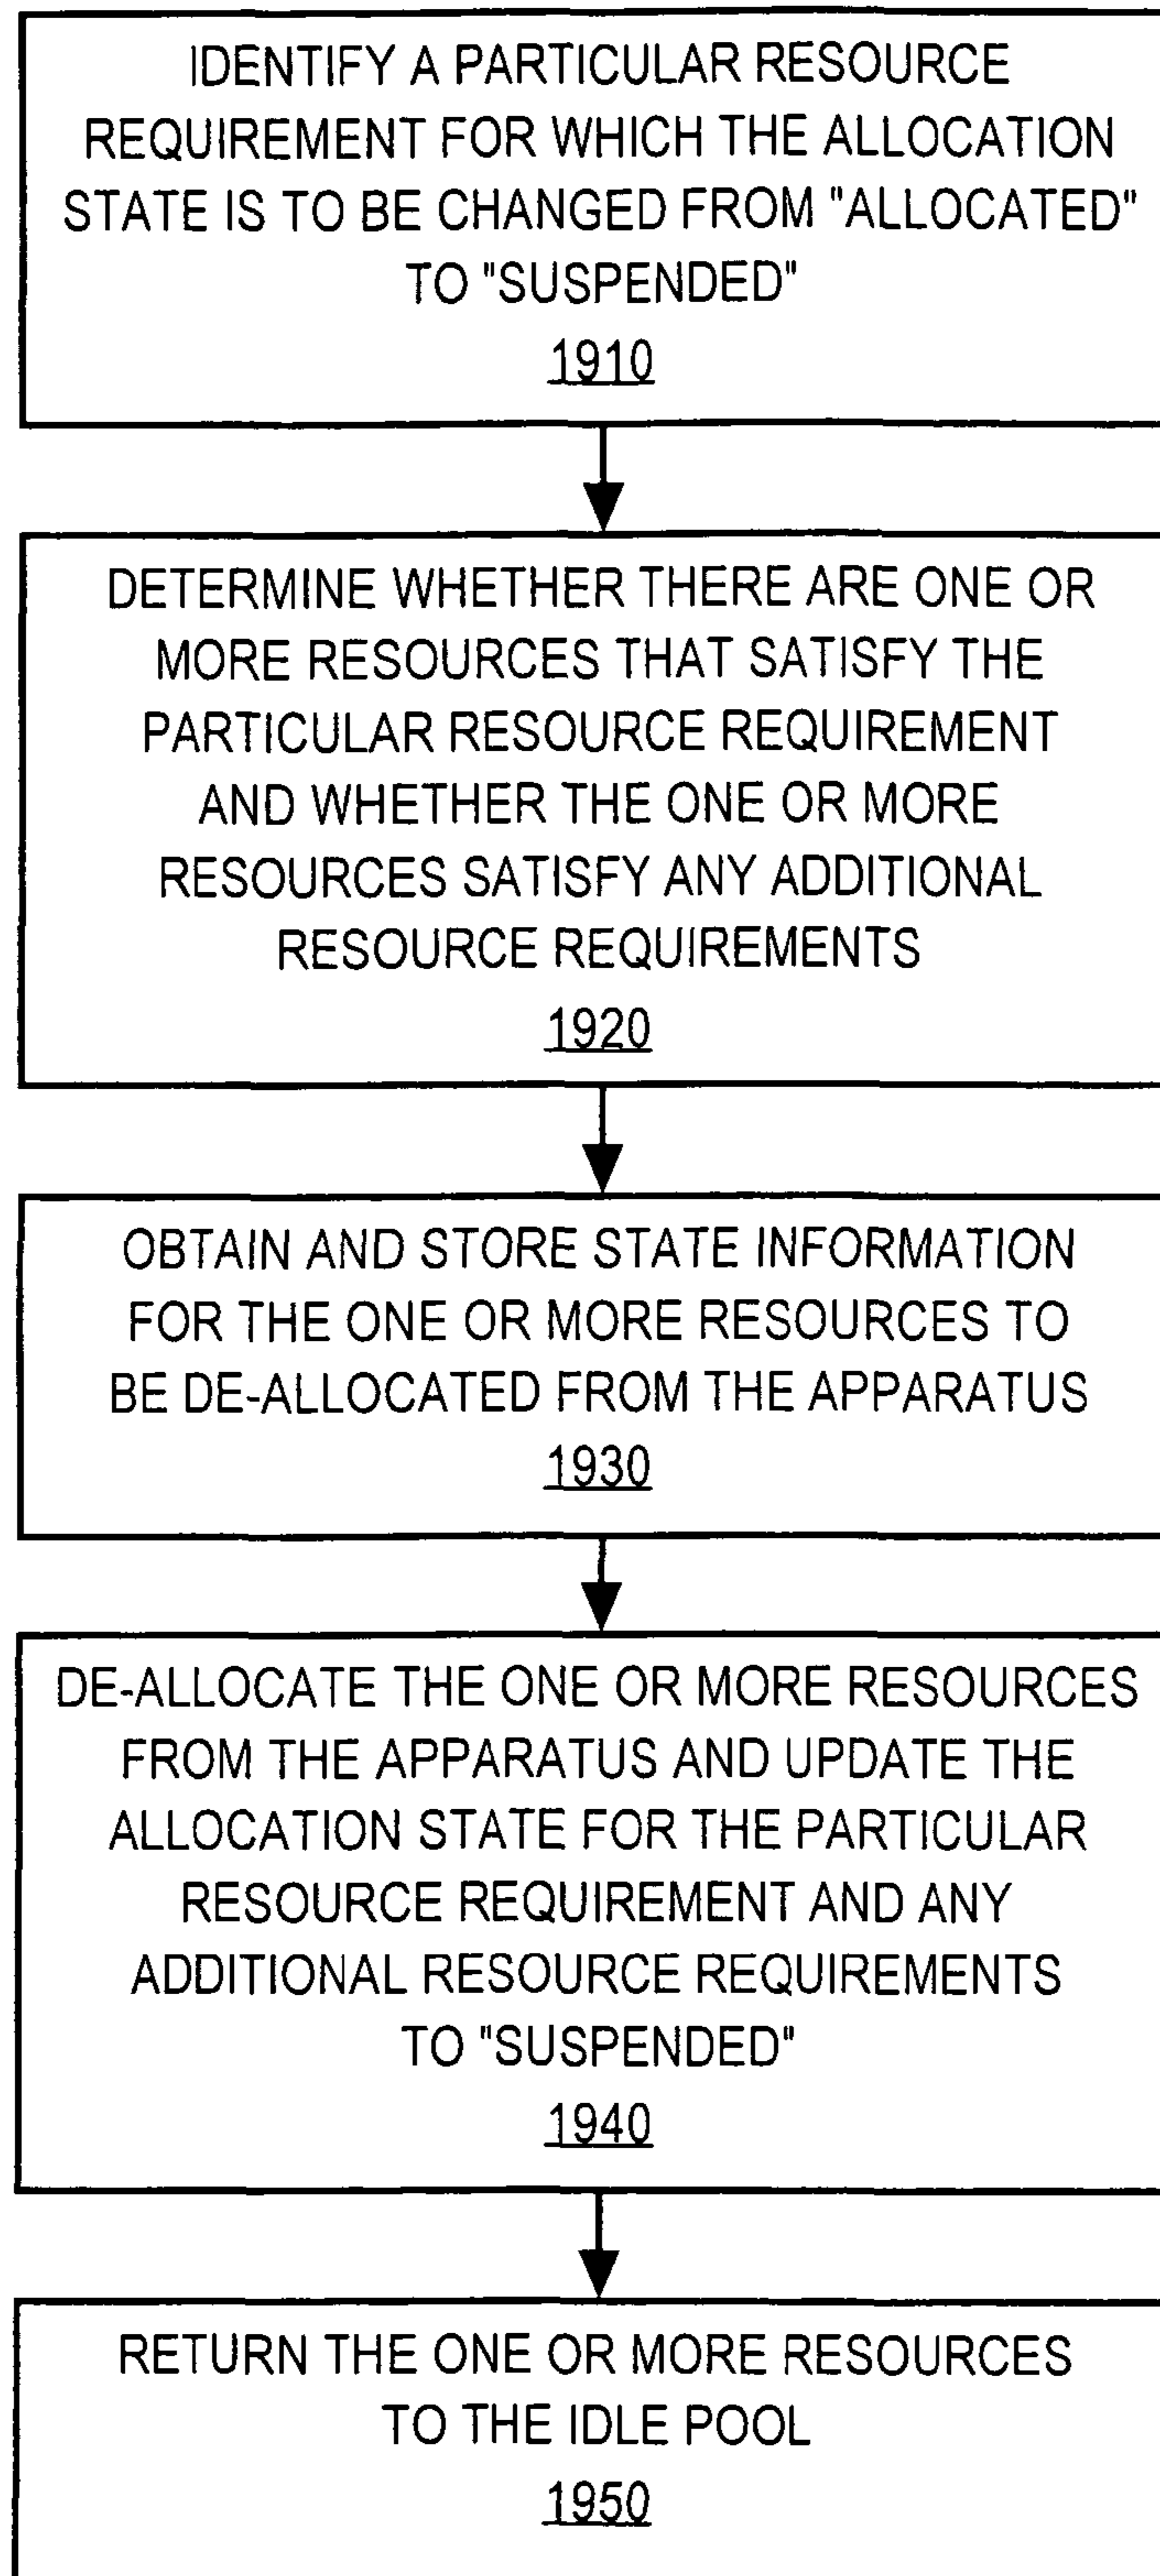 IDENTIFY A PARTICULAR RESOURCE
REQUIREMENT FOR WHICH THE ALLOCATION
STATE IS TO BE CHANGED FROM "ALLOCATED"
TO "SUSPENDED"
1910
DETERMINE WHETHER THERE ARE ONE OR
MORE RESOURCES THAT SATISFY THE
PARTICULAR RESOURCE REQUIREMENT
AND WHETHER THE ONE OR MORE
RESOURCES SATISFY ANY ADDITIONAL
RESOURCE REQUIREMENTS
1920
OBTAIN AND STORE STATE INFORMATION
FOR THE ONE OR MORE RESOURCES TO
BE DE-ALLOCATED FROM THE APPARATUS
1930
DE-ALLOCATE THE ONE OR MORE RESOURCES
FROM THE APPARATUS AND UPDATE THE
ALLOCATION STATE FOR THE PARTICULAR
RESOURCE REQUIREMENT AND ANY
ADDITIONAL RESOURCE REQUIREMENTS
TO "SUSPENDED"
1940
RETURN THE ONE OR MORE RESOURCES
TO THE IDLE POOL
1950